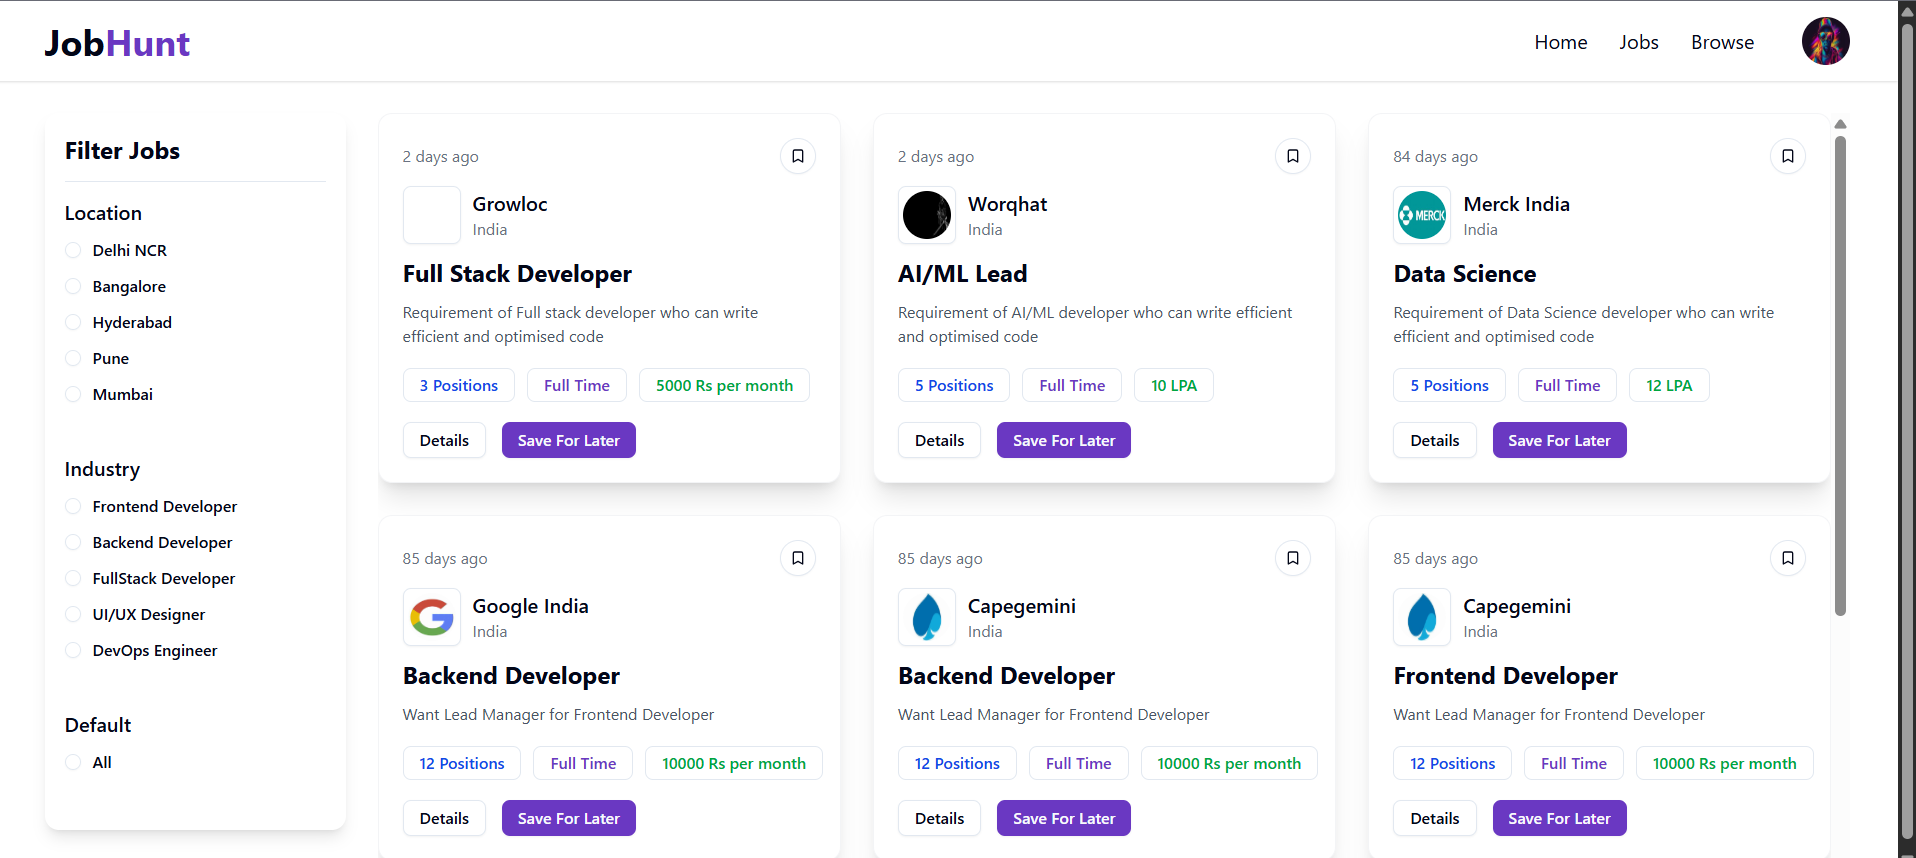 JobHunt
Home Jobs Browse
Filter Jobs
Location
Delhi NCR
Bangalore
Hyderabad
Pune
Mumbai
Industry
Frontend Developer
Backend Developer
FullStack Developer
UI/UX Designer
DevOps Engineer
Default
All
2 days ago
Growloc
India
Full Stack Developer
Requirement of Full stack developer who can write
efficient and optimised code
3 Positions Full Time 5000 Rs per month
Details Save For Later
2 days ago
Worqhat
India
AI/ML Lead
Requirement of AI/ML developer who can write efficient
and optimised code
5 Positions Full Time 10 LPA
Details Save For Later
84 days ago
MERCK
Merck India
India
Data Science
Requirement of Data Science developer who can write
efficient and optimised code
5 Positions Full Time 12 LPA
Details Save For Later
85 days ago
Google India
India
Backend Developer
Want Lead Manager for Frontend Developer
12 Positions Full Time 10000 Rs per month
Details Save For Later
85 days ago
Capegemini
India
Backend Developer
Want Lead Manager for Frontend Developer
12 Positions Full Time 10000 Rs per month
Details Save For Later
85 days ago
Capegemini
India
Frontend Developer
Want Lead Manager for Frontend Developer
12 Positions Full Time 10000 Rs per month
Details Save For Later